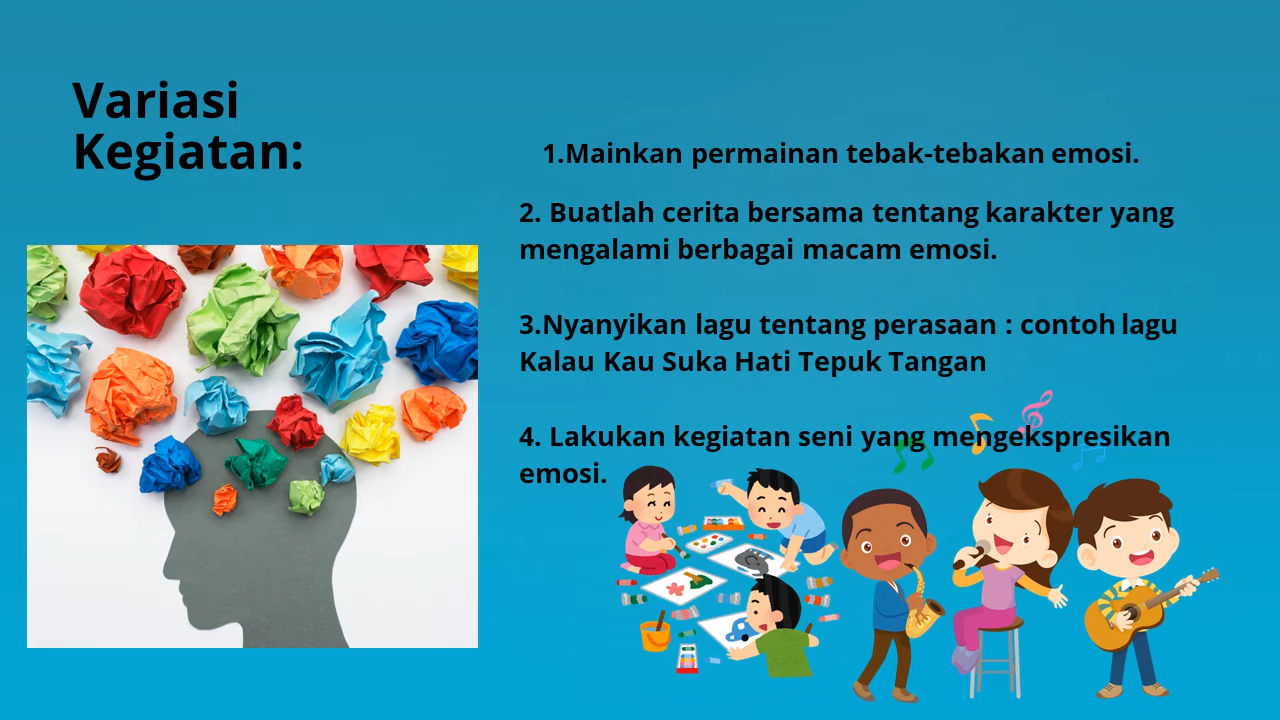 Variasi
Kegiatan:
1.Mainkan permainan tebak-tebakan emosi.
2. Buatlah cerita bersama tentang karakter yang
mengalami berbagai macam emosi.
3.Nyanyikan lagu tentang perasaan : contoh lagu
Kalau Kau Suka Hati Tepuk Tangan
4. Lakukan kegiatan seni yang mengekspresikan
emosi.